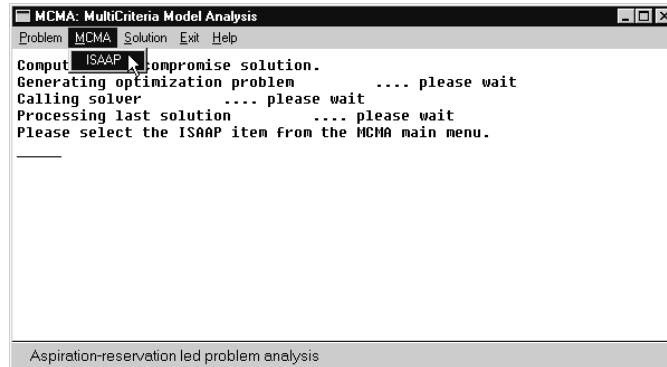 MCMA: MultiCriteria Model Analysis
Problem MCMA Solution Exit Help
ISAAP
Comput compromise solution.
Generating optimization problem .... please wait
Calling solver .... please wait
Processing last solution .... please wait
Please select the ISAAP item from the MCMA main menu.
Aspiration-reservation led problem analysis